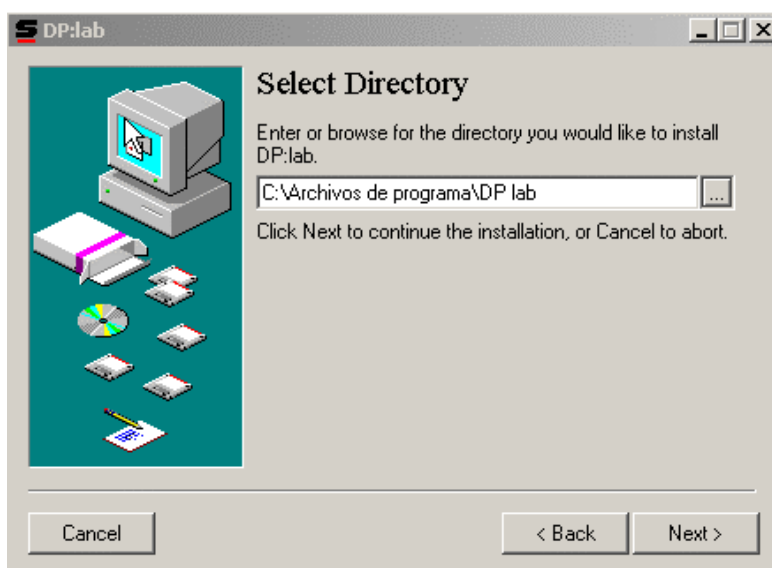 DP:lab
Select Directory
Enter or browse for the directory you would like to install
DP:lab.
C:\Archivos de programa\DP lab
...
Click Next to continue the installation, or Cancel to abort.
Cancel
< Back
Next >